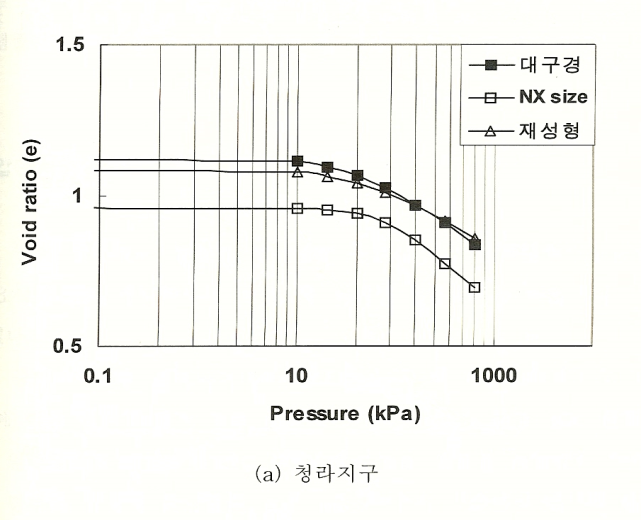 1.5
대구경
NX size
재성형
1
0.5
Void ratio (e)
0.1 10 1000
Pressure (kPa)
(a) 청라지구